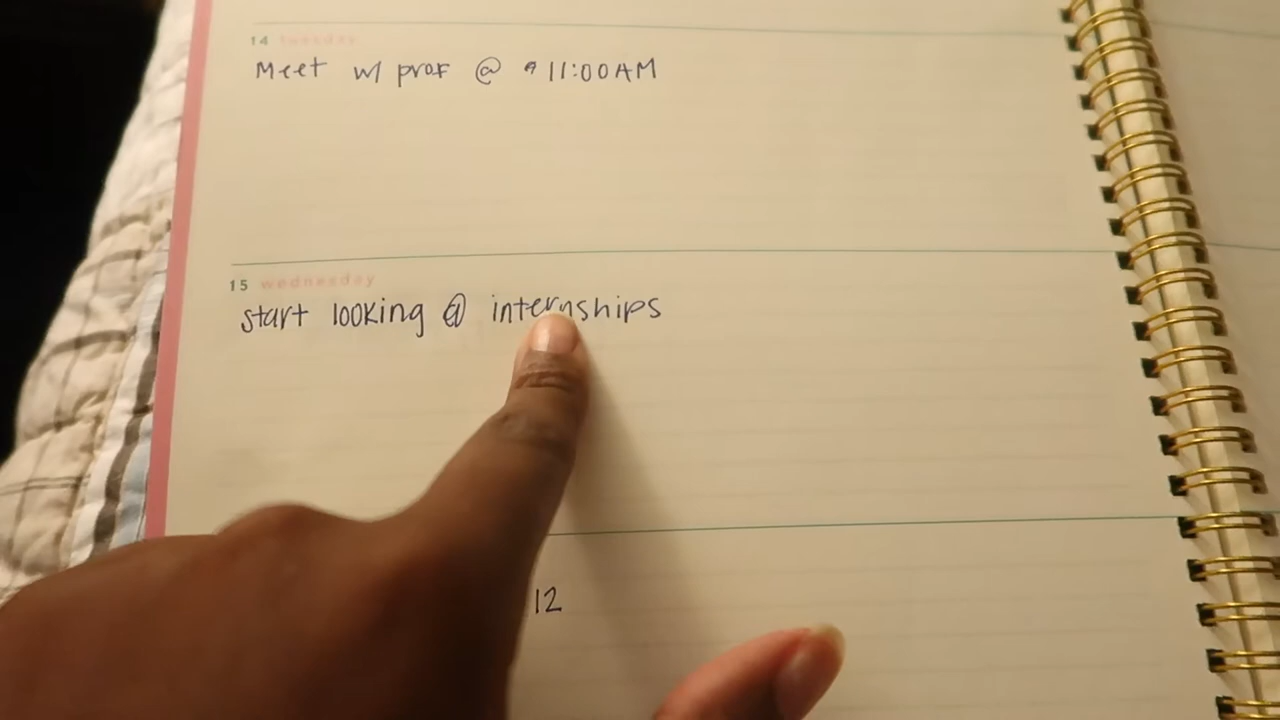 14 tuesday
Meet w/ prof @ 11:00AM
15 wednesday
start looking @ internships
12